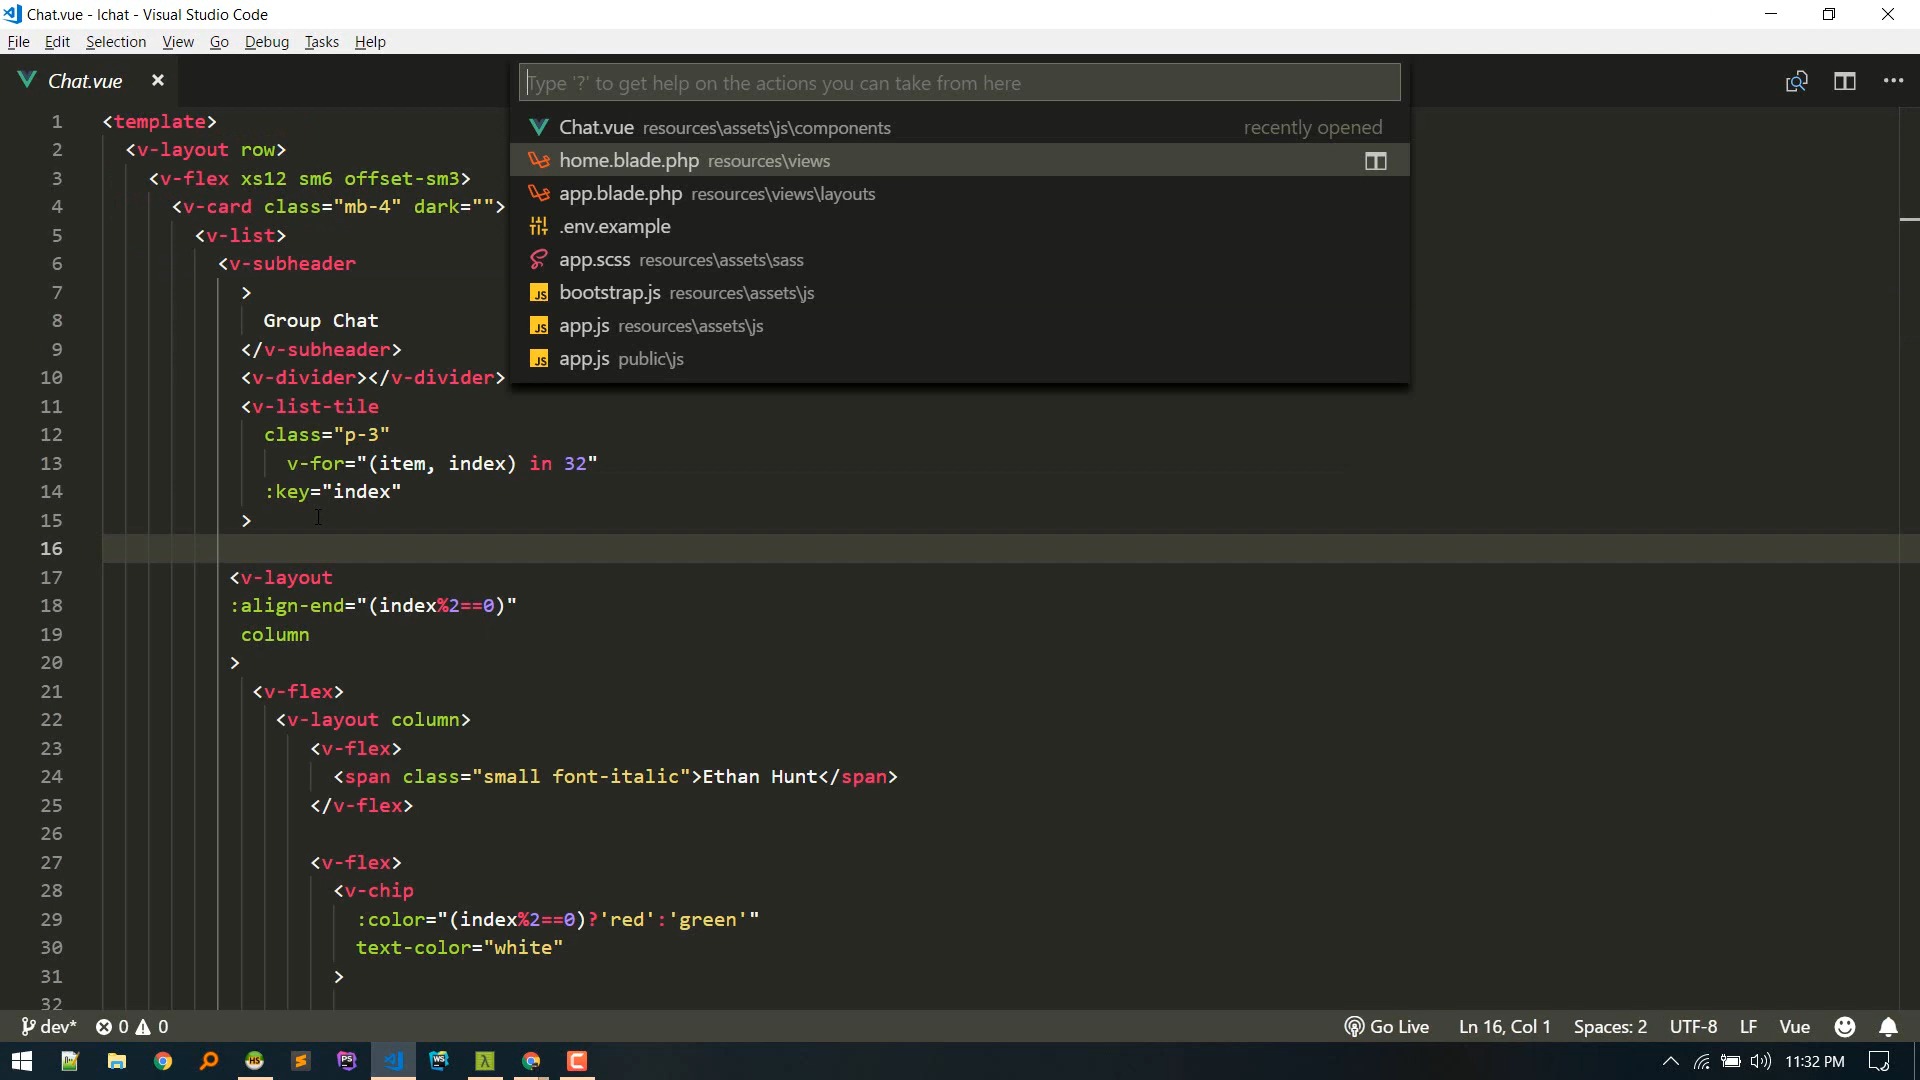 Chat.vue - lchat - Visual Studio Code
File Edit Selection View Go Debug Tasks Help
Chat.vue
Type '?' to get help on the actions you can take from here
Chat.vue resources\assets\js\components recently opened
home.blade.php resources\views
app.blade.php resources\views\layouts
.env.example
app.scss resources\assets\sass
bootstrap.js resources\assets\js
app.js resources\assets\js
app.js public\js
1 <template>
2 <v-layout row>
3 <v-flex xs12 sm6 offset-sm3>
4 <v-card class="mb-4" dark="">
5 <v-list>
6 <v-subheader
7 >
8 Group Chat
9 </v-subheader>
10 <v-divider></v-divider>
11 <v-list-tile
12 class="p-3"
13 v-for="(item, index) in 32"
14 :key="index"
15 >
16
17 <v-layout
18 :align-end="(index%2==0)"
19 column
20 >
21 <v-flex>
22 <v-layout column>
23 <v-flex>
24 <span class="small font-italic">Ethan Hunt</span>
25 </v-flex>
26
27 <v-flex>
28 <v-chip
29 :color="(index%2==0)?'red':'green'"
30 text-color="white"
31 >
32
dev* 0 0 Go Live Ln 16, Col 1 Spaces: 2 UTF-8 LF Vue
11:32 PM